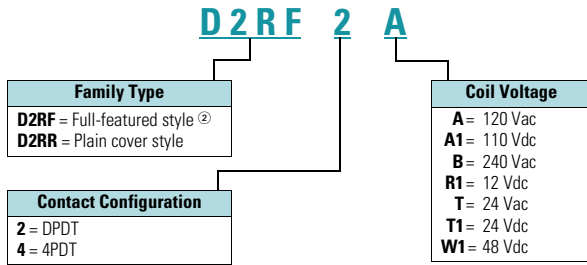 D2RF 2 A
Family Type
D2RF = Full-featured style ②
D2RR = Plain cover style
Contact Configuration
2 = DPDT
4 = 4PDT
Coil Voltage
A = 120 Vac
A1 = 110 Vdc
B = 240 Vac
R1 = 12 Vdc
T = 24 Vac
T1 = 24 Vdc
W1 = 48 Vdc